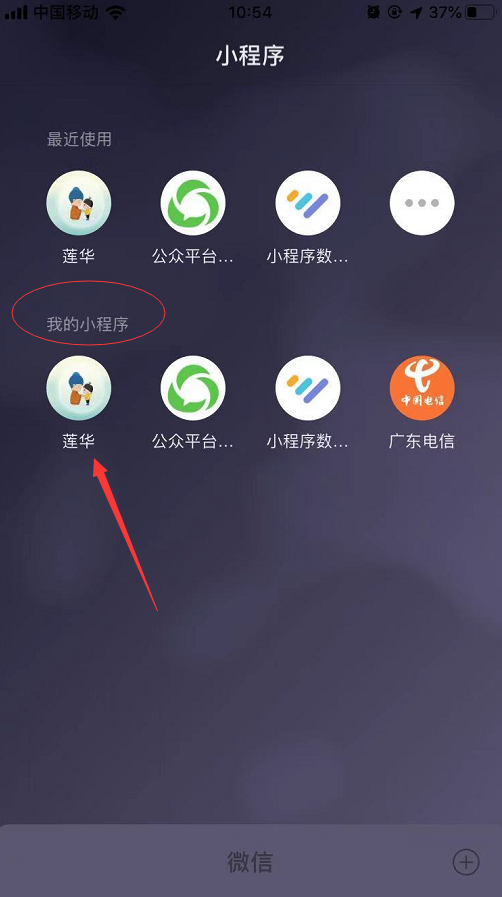 中国移动 10:54 37%
小程序
最近使用
莲华 公众平台... 小程序数...
我的小程序
中国电信
莲华 公众平台... 小程序数... 广东电信
微信